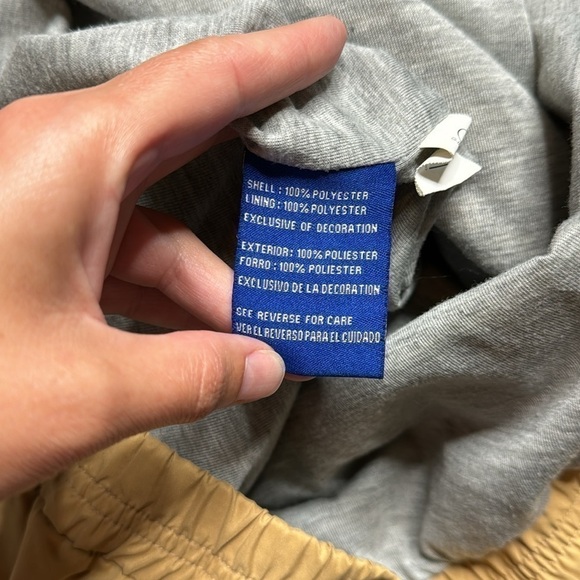 SHELL: 100% POLYESTER
LINING: 100% POLYESTER
EXCLUSIVE OF DECORATION
EXTERIOR: 100% POLIESTER
FORRO: 100% POLIESTER
EXCLUSIVO DE LA DECORATION
SEE REVERSE FOR CARE
VER EL REVERSO PARA EL CUIDADO